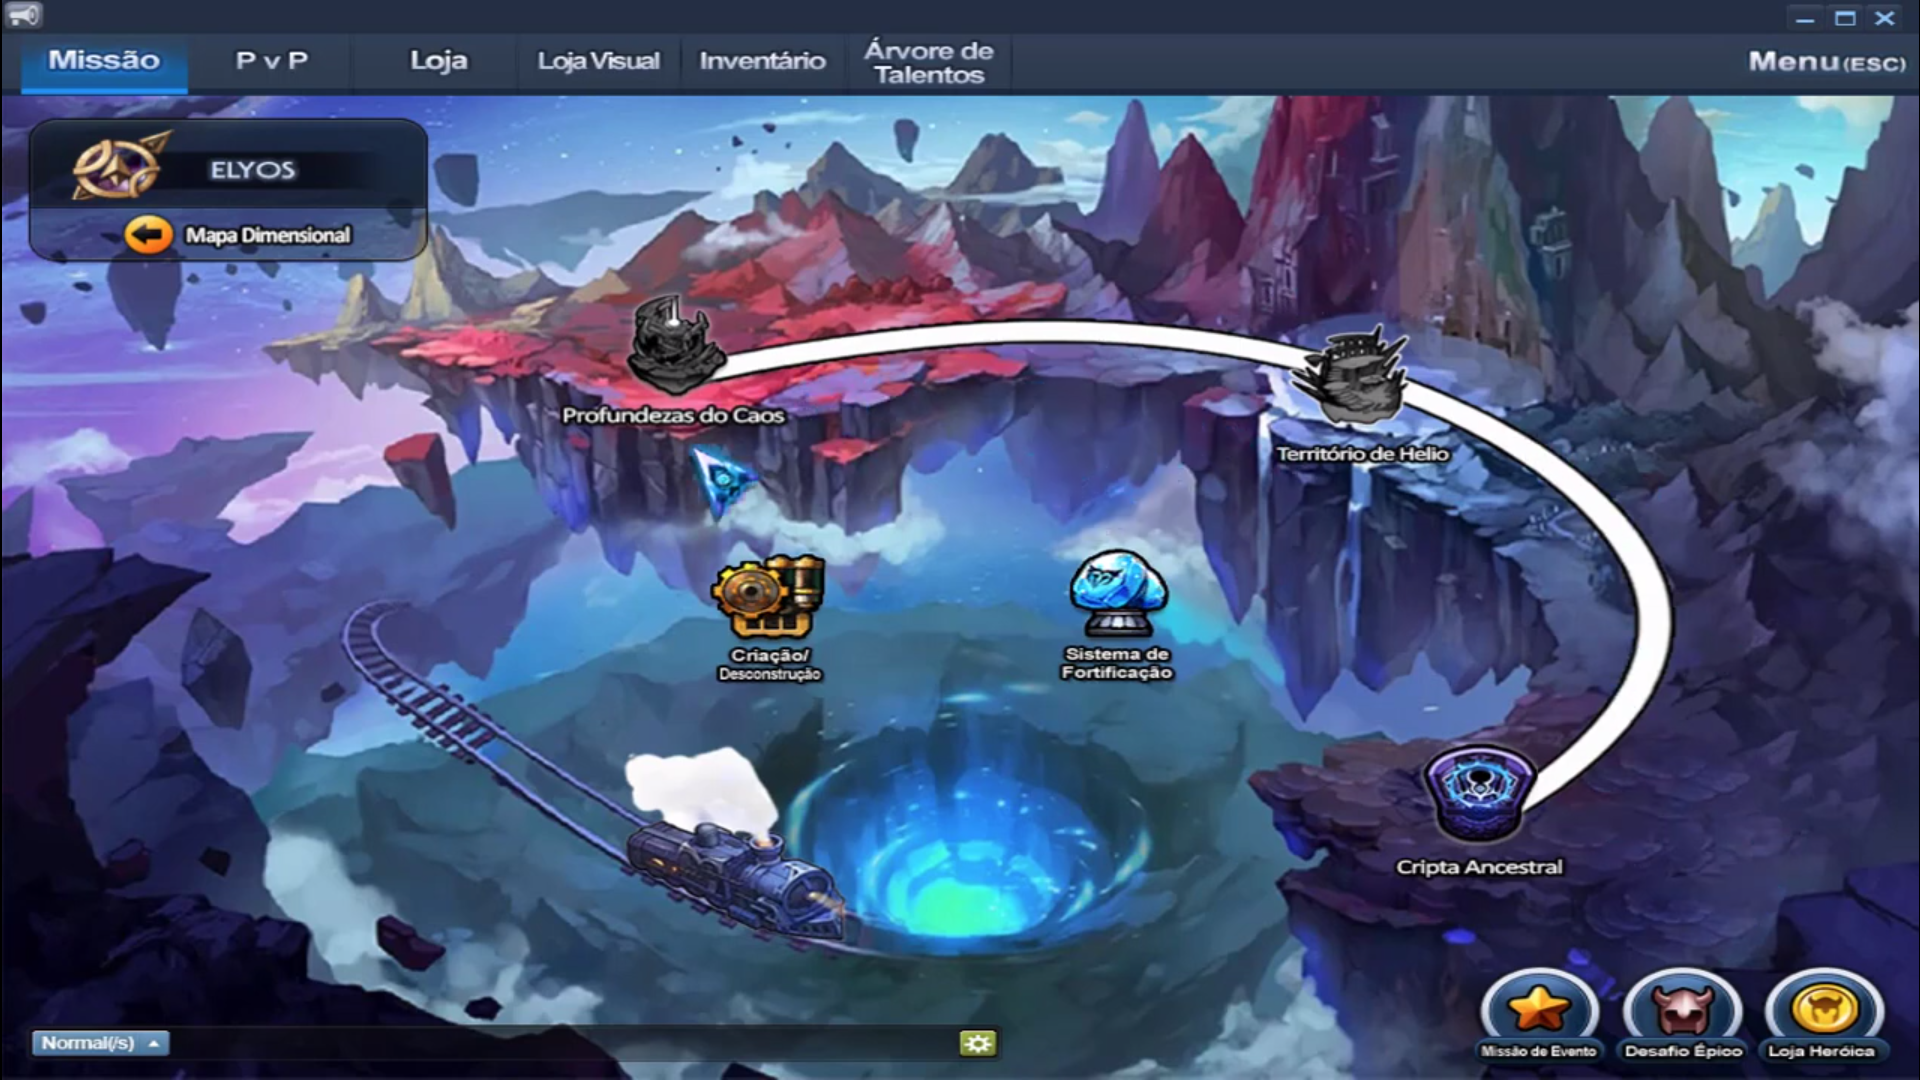 Missão
P v P
Loja
Loja Visual
Inventário
Árvore de
Talentos
Menu(ESC)
ELYOS
Mapa Dimensional
Profundezas do Caos
Território de Helio
Criação/
Desconstrução
Sistema de
Fortificação
Cripta Ancestral
Normal(/s)
Missão de Evento
Desafio Épico
Loja Heróica